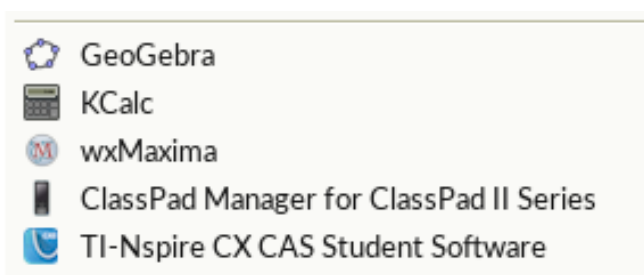 GeoGebra
KCalc
wxMaxima
ClassPad Manager for ClassPad II Series
TI-Nspire CX CAS Student Software